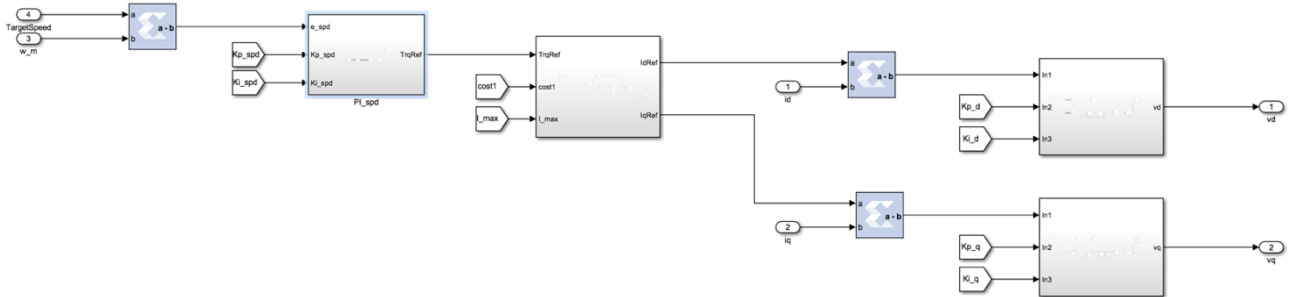 4
TargetSpeed
3
w_m
a
b
a - b
e_spd
Kp_spd
Kp_spd
Ki_spd
Ki_spd
TrqRef
PI_spd
TrqRef
cost1
cost1
I_max
I_max
IdRef
IqRef
1
id
a
b
a - b
In1
Kp_d
In2
Ki_d
In3
vd
1
vd
2
iq
a
b
a - b
In1
Kp_q
In2
Ki_q
In3
vq
2
vq